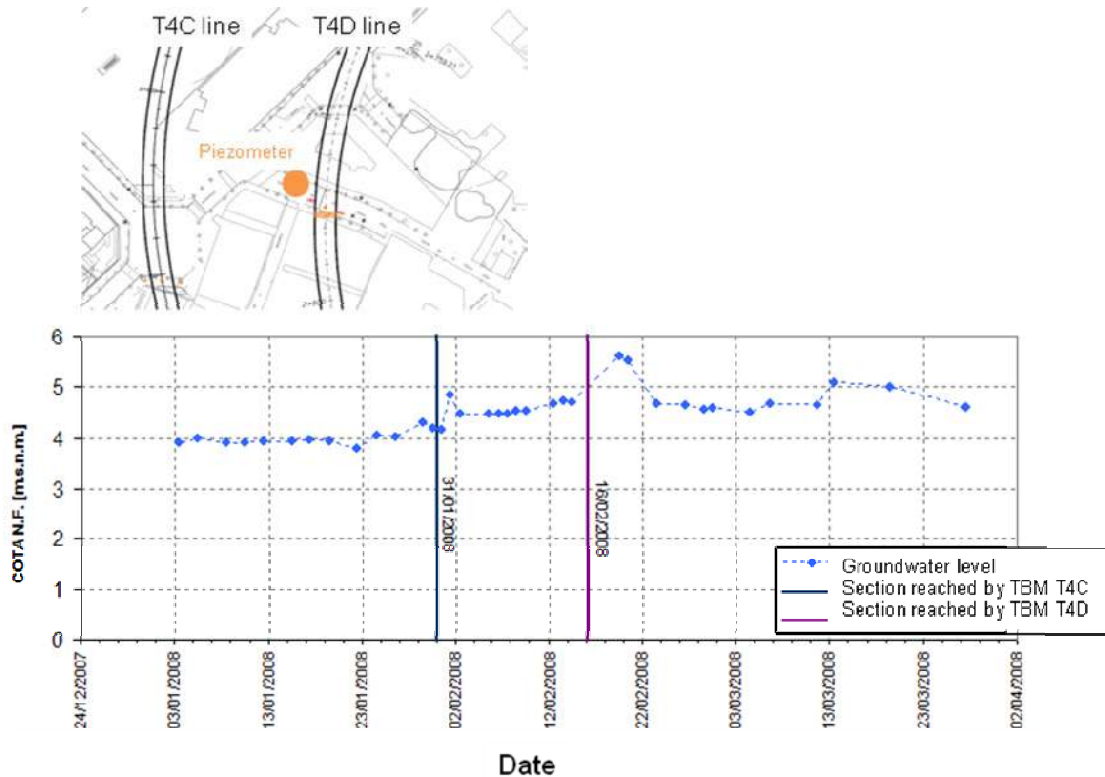 T4C line
T4D line
Piezometer
6
5
4
3
2
1
0
COTA N.F. [m.s.n.m.]
31/01/2008
16/02/2008
Groundwater level
Section reached by TBM T4C
Section reached by TBM T4D
24/12/2007
03/01/2008
13/01/2008
23/01/2008
02/02/2008
12/02/2008
22/02/2008
03/03/2008
13/03/2008
23/03/2008
02/04/2008
Date